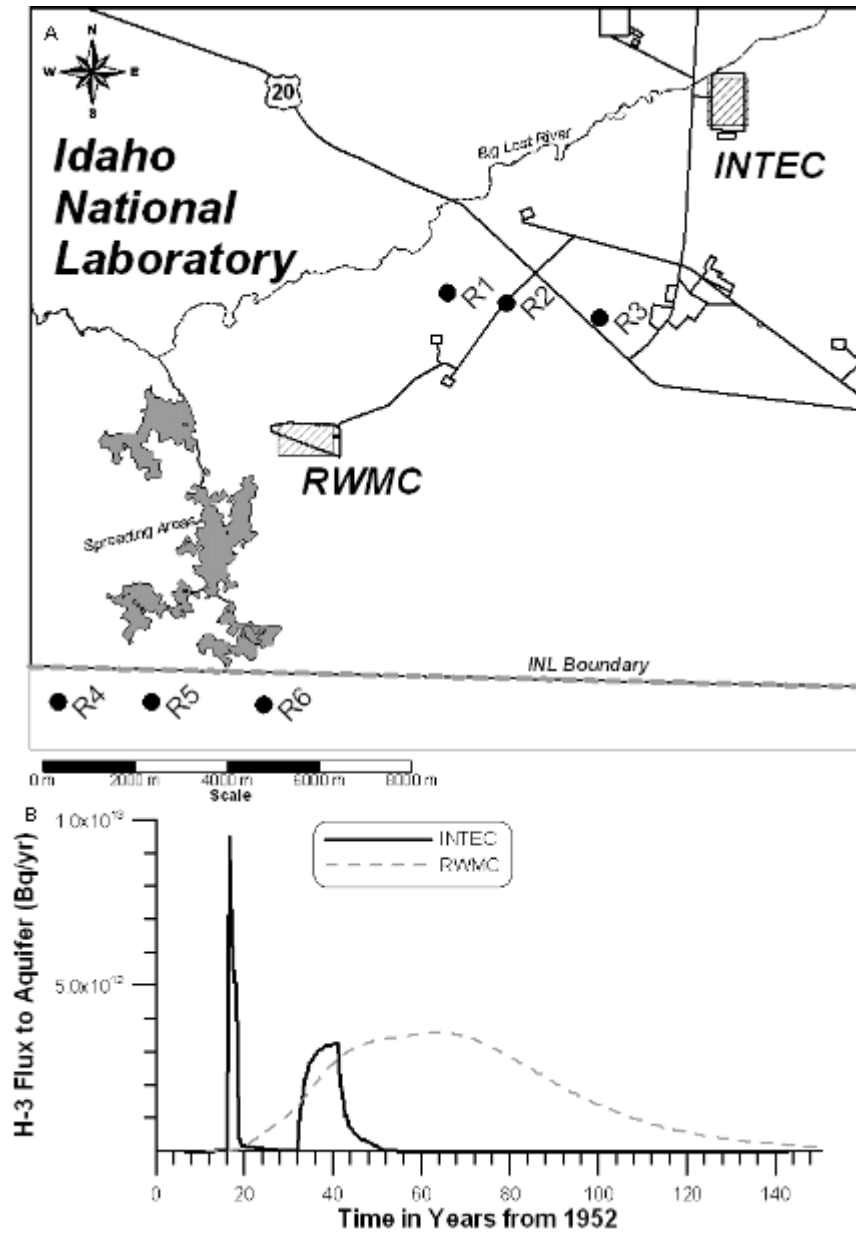 A
N
W E
S
20
Big Lost River
Idaho
National
Laboratory
INTEC
R1
R2
R3
RWMC
Spreading Areas
INL Boundary
R4
R5
R6
0 m 2000 m 4000 m 6000 m 8000 m
Scale
B
H-3 Flux to Aquifer (Bq/yr)
1.0x10¹³
5.0x10¹²
INTEC
RWMC
0 20 40 60 80 100 120 140
Time in Years from 1952